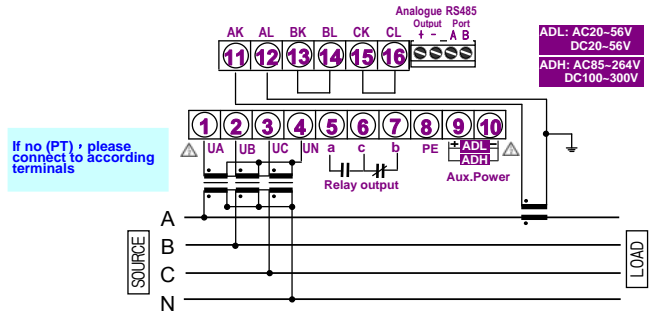 Analogue RS485
Output Port
AK AL BK BL CK CL + - A B
11 12 13 14 15 16
ADL: AC20~56V
DC20~56V
ADH: AC85~264V
DC100~300V
1 2 3 4 5 6 7 8 9 10
If no (PT)，please
connect to according
terminals
UA UB UC UN a c b PE + ADL -
ADH
Relay output
Aux.Power
A
B
C
N
SOURCE
LOAD